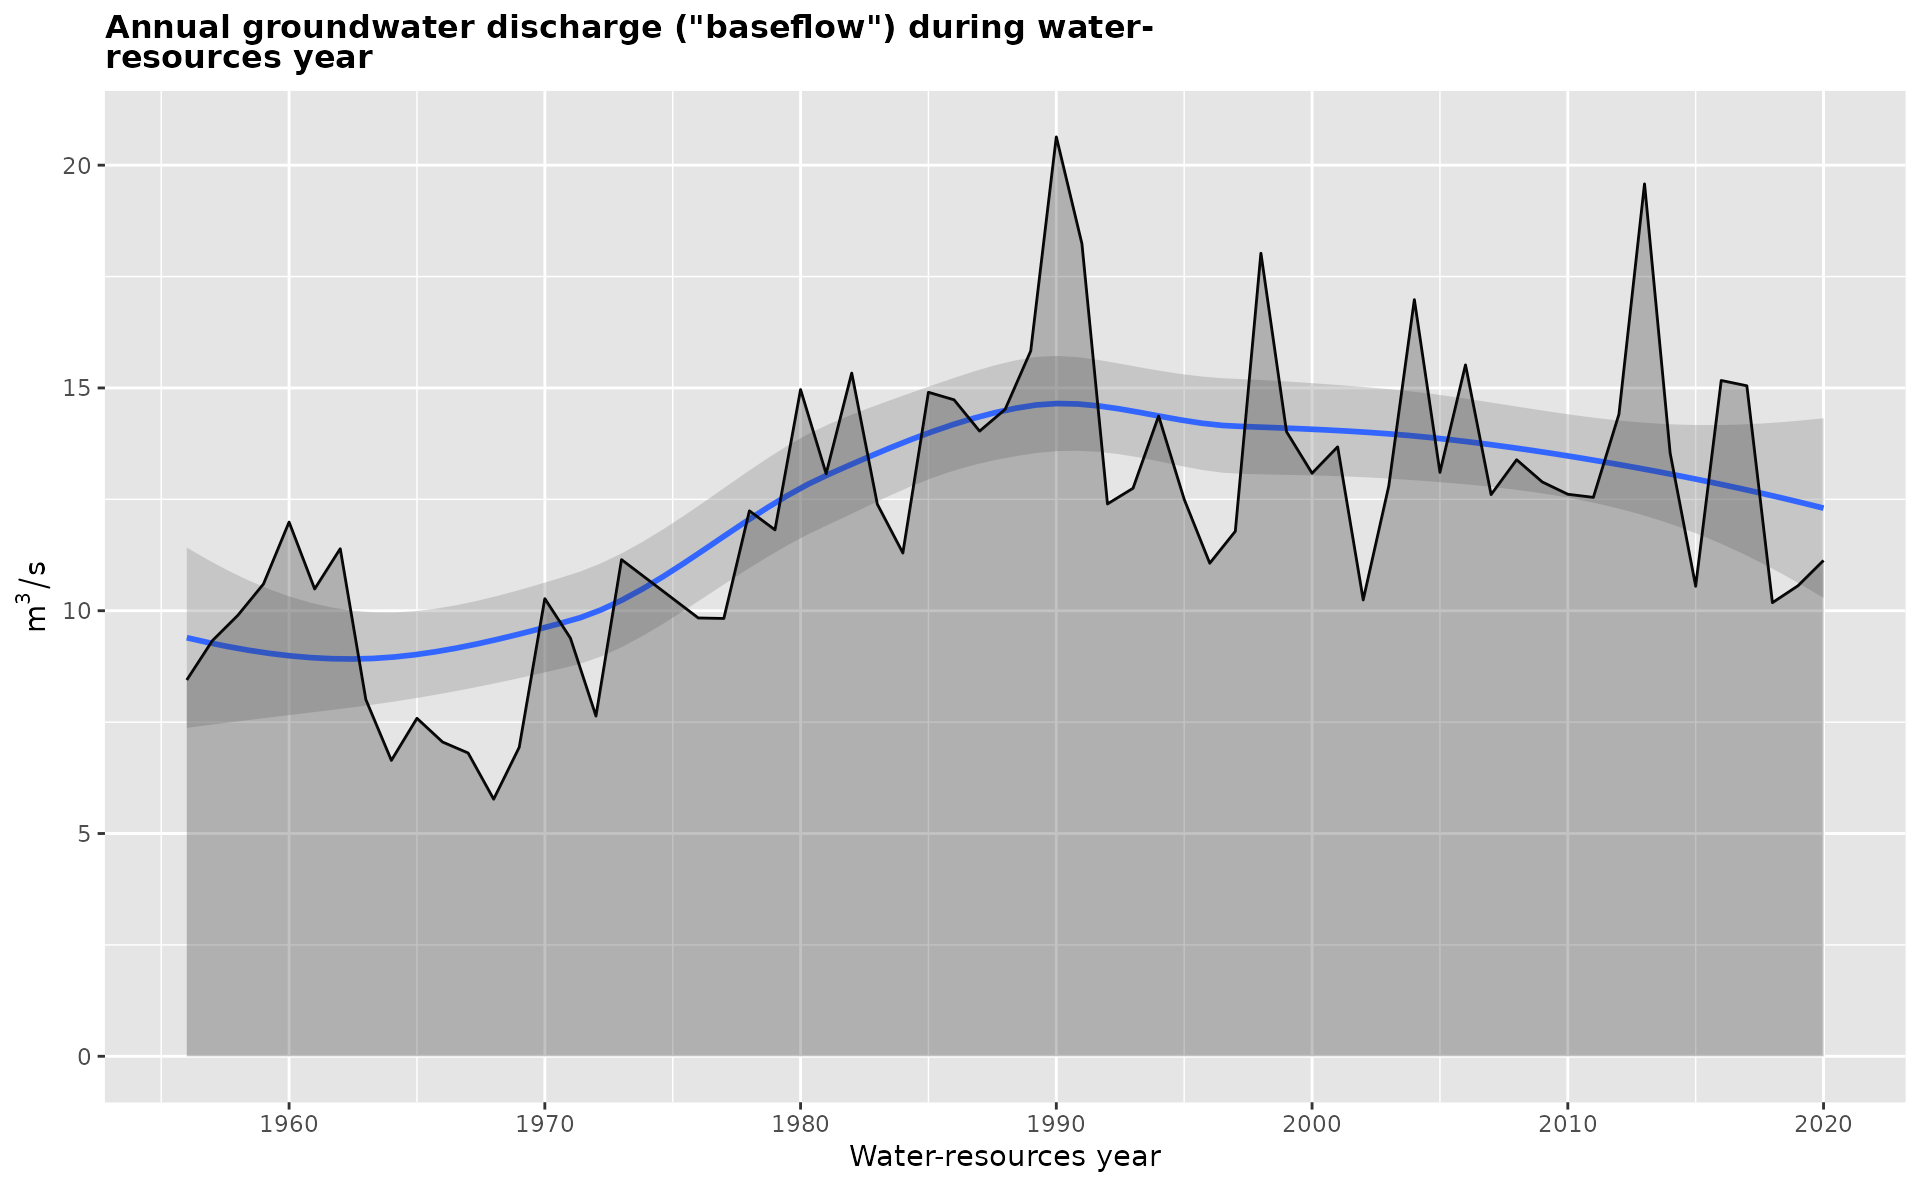 Annual groundwater discharge ("baseflow") during water-
resources year
20
15
10
5
0
m³/s
1960 1970 1980 1990 2000 2010 2020
Water-resources year